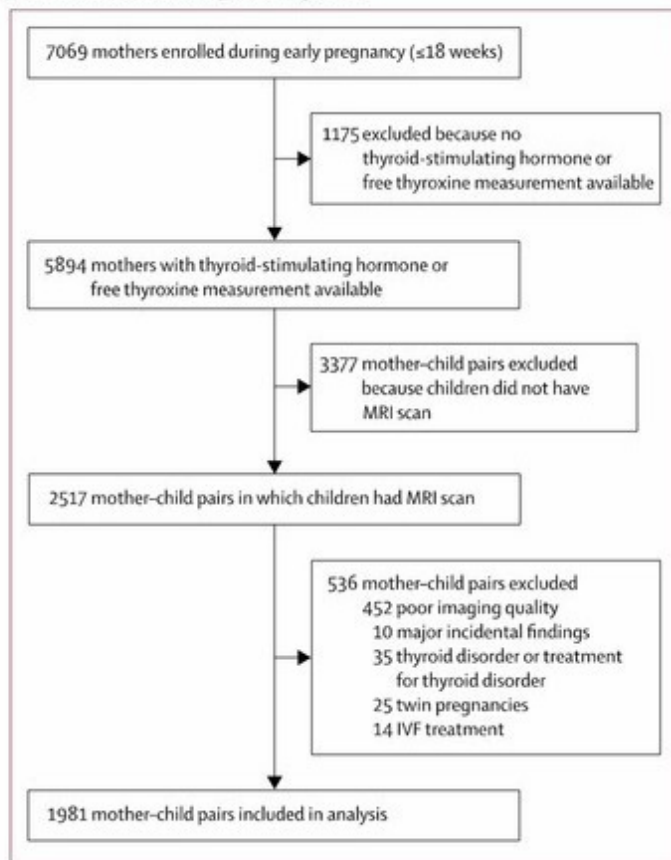 7069 mothers enrolled during early pregnancy (≤18 weeks)
1175 excluded because no
thyroid-stimulating hormone or
free thyroxine measurement available
5894 mothers with thyroid-stimulating hormone or
free thyroxine measurement available
3377 mother–child pairs excluded
because children did not have
MRI scan
2517 mother–child pairs in which children had MRI scan
536 mother–child pairs excluded
452 poor imaging quality
10 major incidental findings
35 thyroid disorder or treatment
for thyroid disorder
25 twin pregnancies
14 IVF treatment
1981 mother–child pairs included in analysis